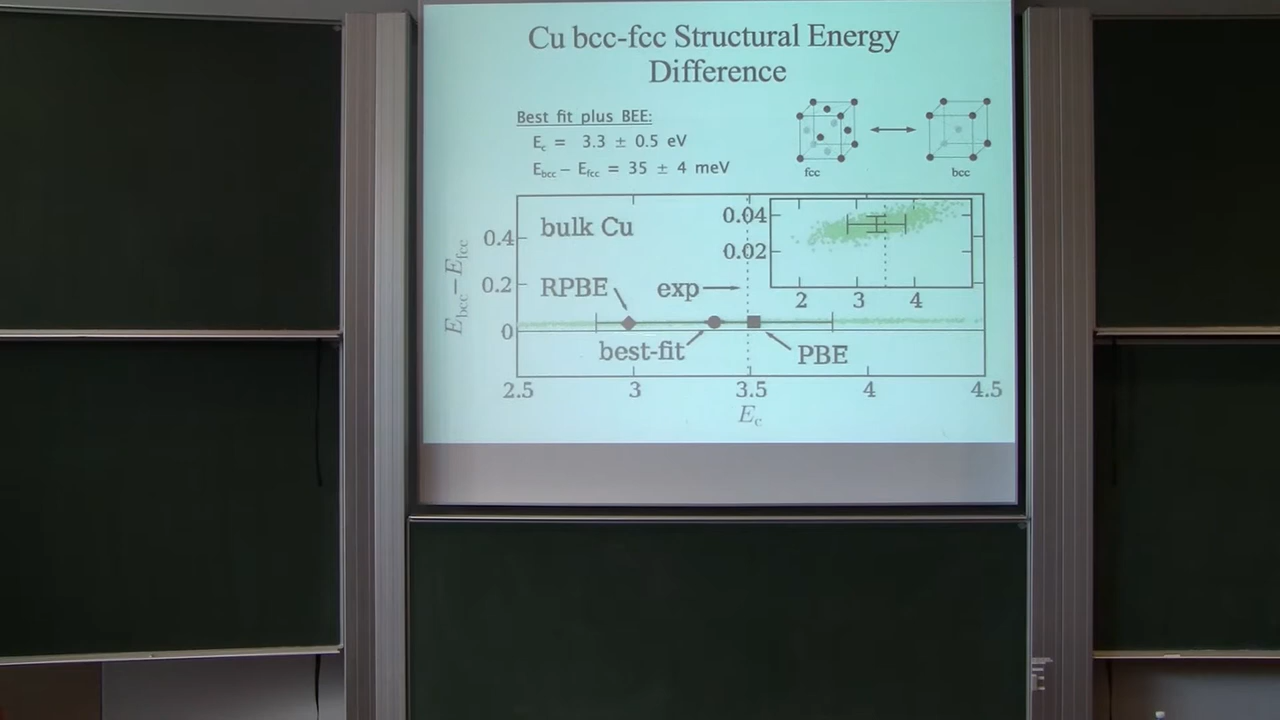 Cu bcc-fcc Structural Energy
Difference
Best fit plus BEE:
E_c = 3.3 ± 0.5 eV
E_bcc − E_fcc = 35 ± 4 meV
fcc
bcc
bulk Cu
RPBE
exp
best-fit
PBE
E_bcc − E_fcc
0.4
0.2
0
2.5
3
3.5
4
4.5
E_c
0.04
0.02
2
3
4